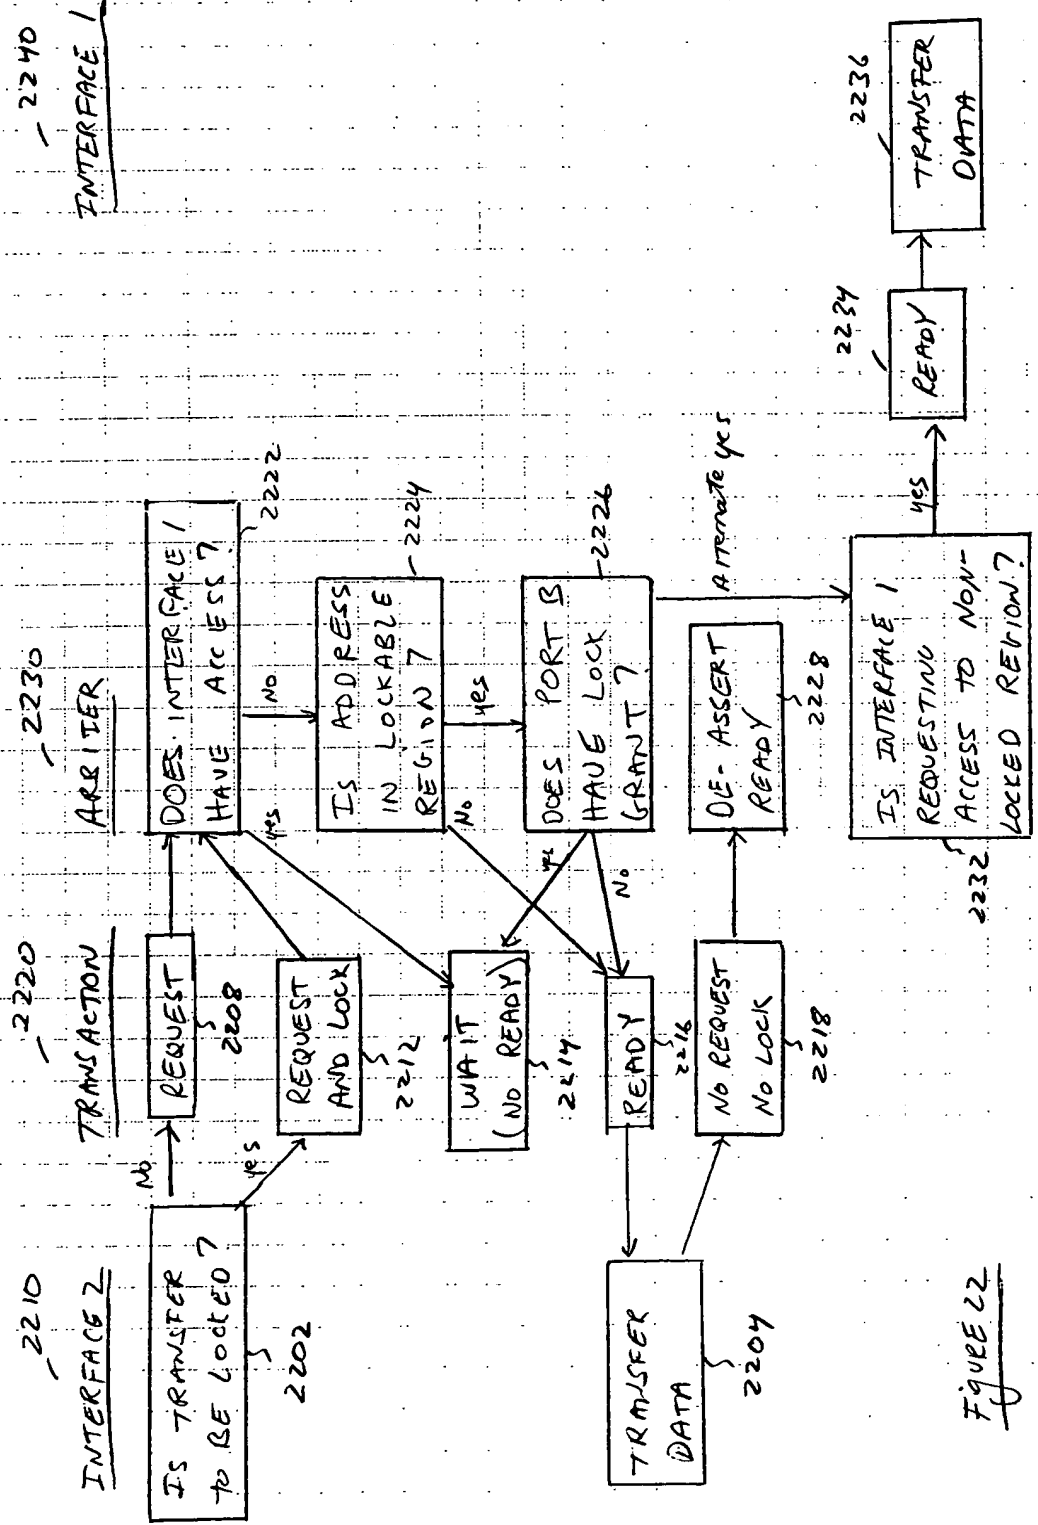 2210
INTERFACE 2
2220
TRANSACTION
2230
ARBITER
2240
INTERFACE 1
IS TRANSFER
TO BE LOCKED?
2202
No
yes
REQUEST
2208
REQUEST
AND LOCK
2212
DOES INTERFACE 1
HAVE ACCESS?
2222
yes
No
IS ADDRESS
IN LOCKABLE
REGION?
2224
No
yes
WAIT
(NO READY)
2214
DOES PORT B
HAVE LOCK
GRANT?
2226
yes
No
Alternate yes
READY
2216
TRANSFER
DATA
2204
NO REQUEST
NO LOCK
2218
DE-ASSERT
READY
2228
IS INTERFACE 1
REQUESTING
ACCESS TO NON-
LOCKED REGION?
2232
yes
READY
2234
TRANSFER
DATA
2236
FIGURE 22